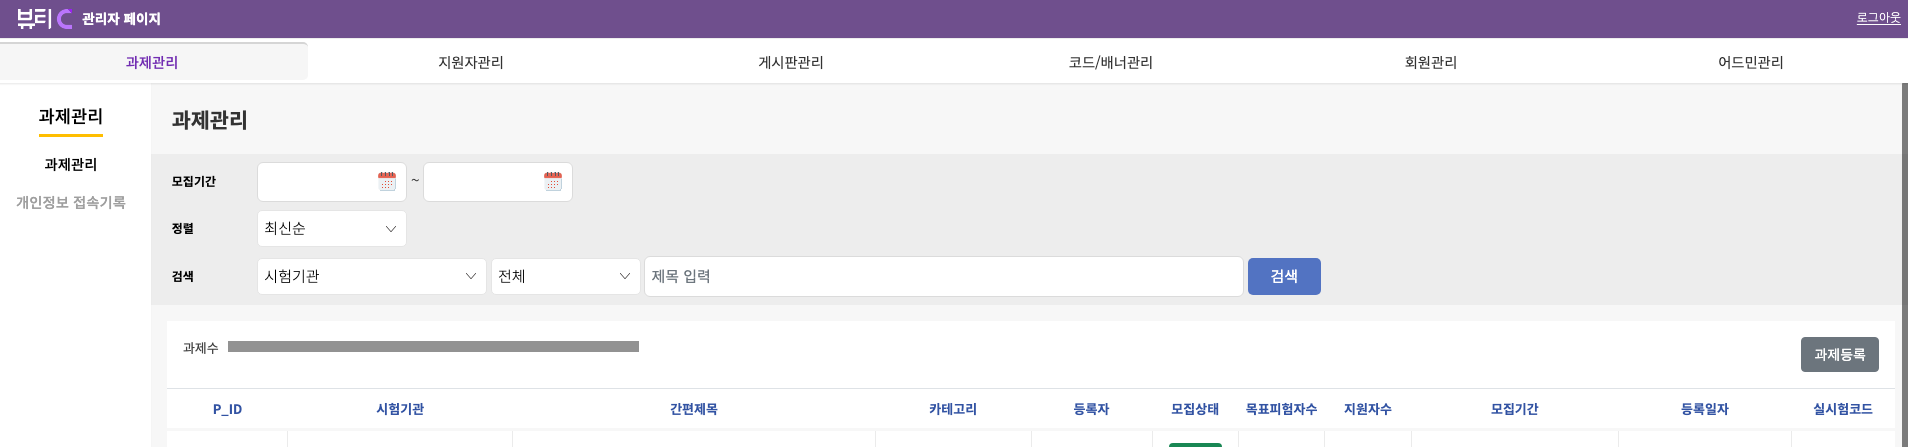 뷰티C 관리자 페이지
로그아웃
과제관리 지원자관리 게시판관리 코드/배너관리 회원관리 어드민관리
과제관리
과제관리
개인정보 접속기록
과제관리
모집기간 ~
정렬 최신순
검색 시험기관 전체 제목 입력 검색
과제수 과제등록
P_ID 시험기관 간편제목 카테고리 등록자 모집상태 목표피험자수 지원자수 모집기간 등록일자 실시험코드